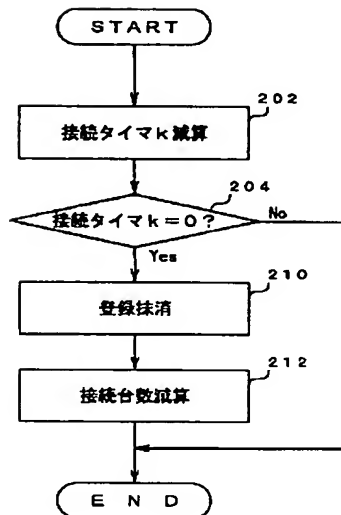 START
202
接続タイマk減算
204
接続タイマk=0?
No
Yes
210
登録抹消
212
接続台数減算
END